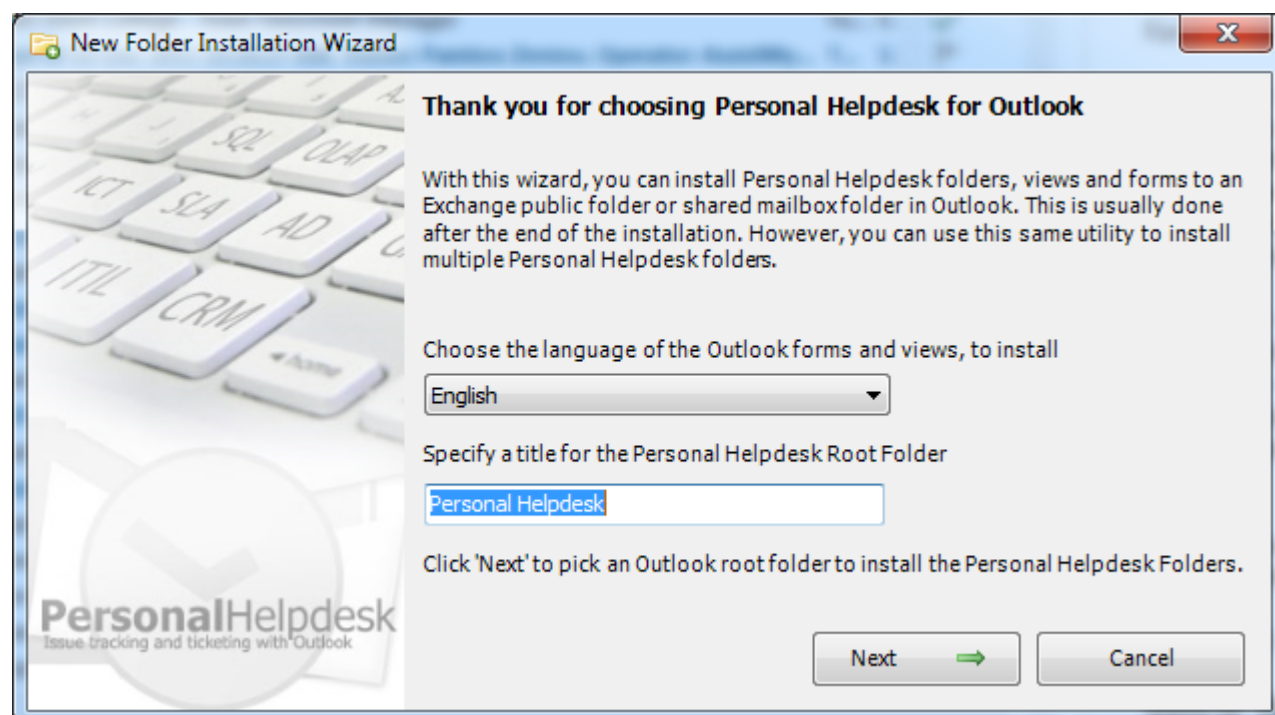 New Folder Installation Wizard
Thank you for choosing Personal Helpdesk for Outlook
With this wizard, you can install Personal Helpdesk folders, views and forms to an
Exchange public folder or shared mailbox folder in Outlook. This is usually done
after the end of the installation. However, you can use this same utility to install
multiple Personal Helpdesk folders.
Choose the language of the Outlook forms and views, to install
English
Specify a title for the Personal Helpdesk Root Folder
Personal Helpdesk
Click 'Next' to pick an Outlook root folder to install the Personal Helpdesk Folders.
Next
Cancel
H
J
SQL
OLAP
ICT
SLA
AD
ITIL
CRM
home
PersonalHelpdesk
Issue tracking and ticketing with Outlook